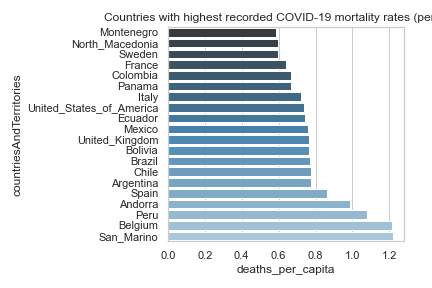 Countries with highest recorded COVID-19 mortality rates (per
countriesAndTerritories
Montenegro
North_Macedonia
Sweden
France
Colombia
Panama
Italy
United_States_of_America
Ecuador
Mexico
United_Kingdom
Bolivia
Brazil
Chile
Argentina
Spain
Andorra
Peru
Belgium
San_Marino
0.0 0.2 0.4 0.6 0.8 1.0 1.2
deaths_per_capita